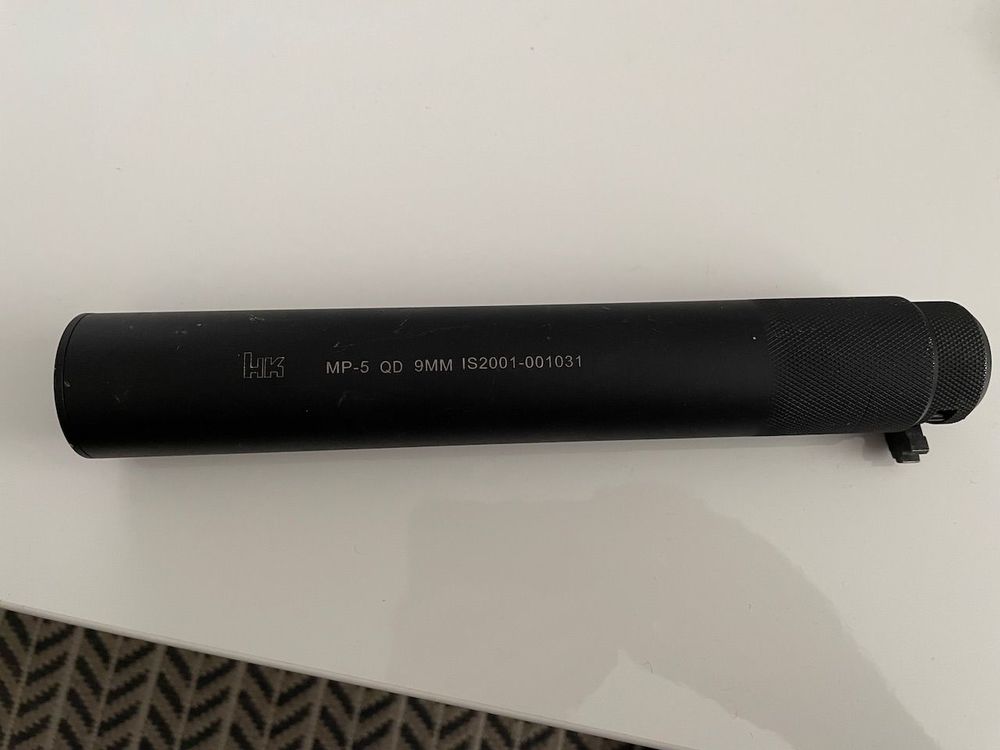 HK MP-5 QD 9MM IS2001-001031